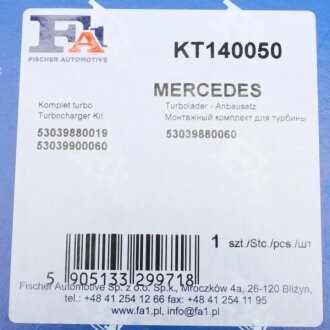 FA1
FISCHER AUTOMOTIVE
KT140050
MERCEDES
Komplet turbo
Turbocharger Kit
Turbolader - Anbausatz
Монтажный комплект для турбины
53039880019
53039900060
53039880060
1 szt./Stc./pcs./шт
5 905133 299718
Fischer Automotive Sp. z o.o. Sp.k., Mroczków 4a, 26-120 Bliżyn,
tel.: +48 41 254 12 66 fax.: +48 41 254 11 95
www.fa1.pl, info@fa1.pl